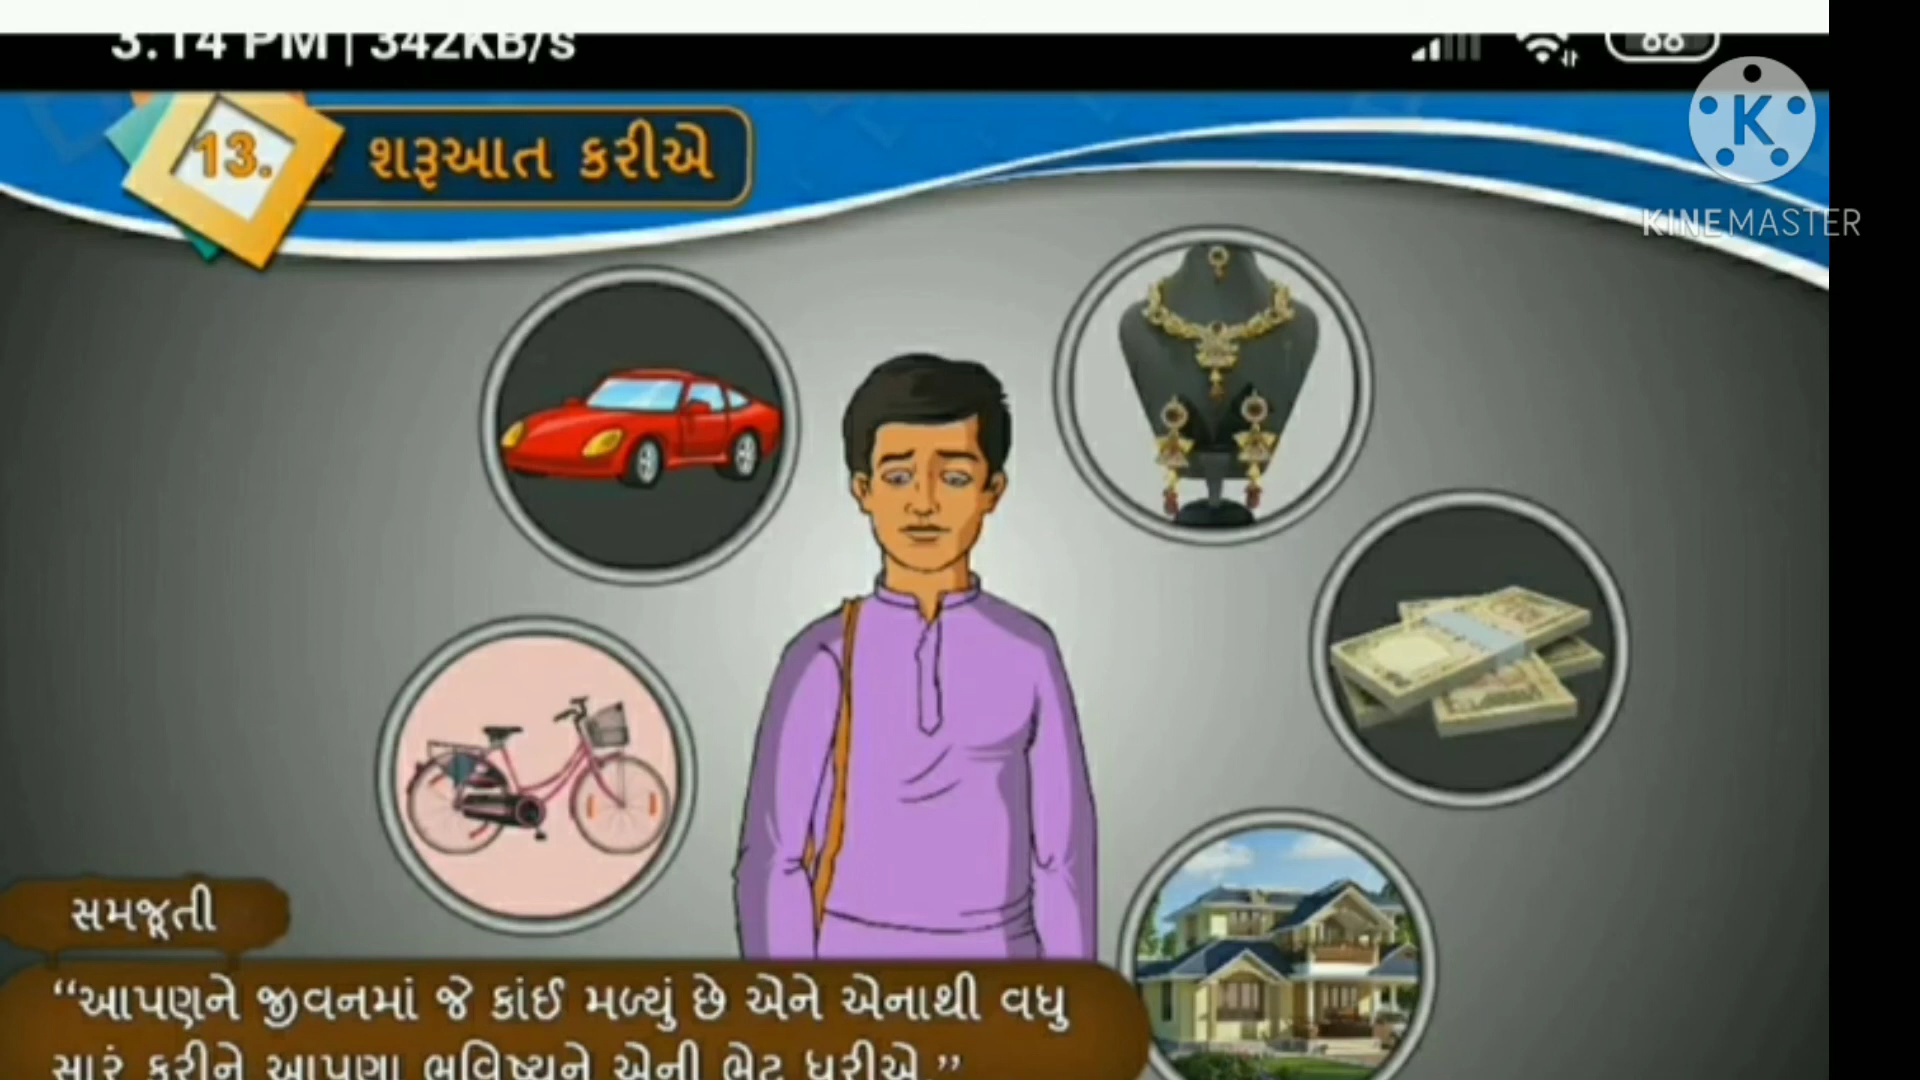 3:14 PM | 342KB/s
66
K
KINEMASTER
13. શરૂઆત કરીએ
સમજૂતી
“આપણને જીવનમાં જે કાંઈ મળ્યું છે એને એનાથી વધુ
સારું કરીને આપણા ભવિષ્યને એની ભેટ ધરીએ.”